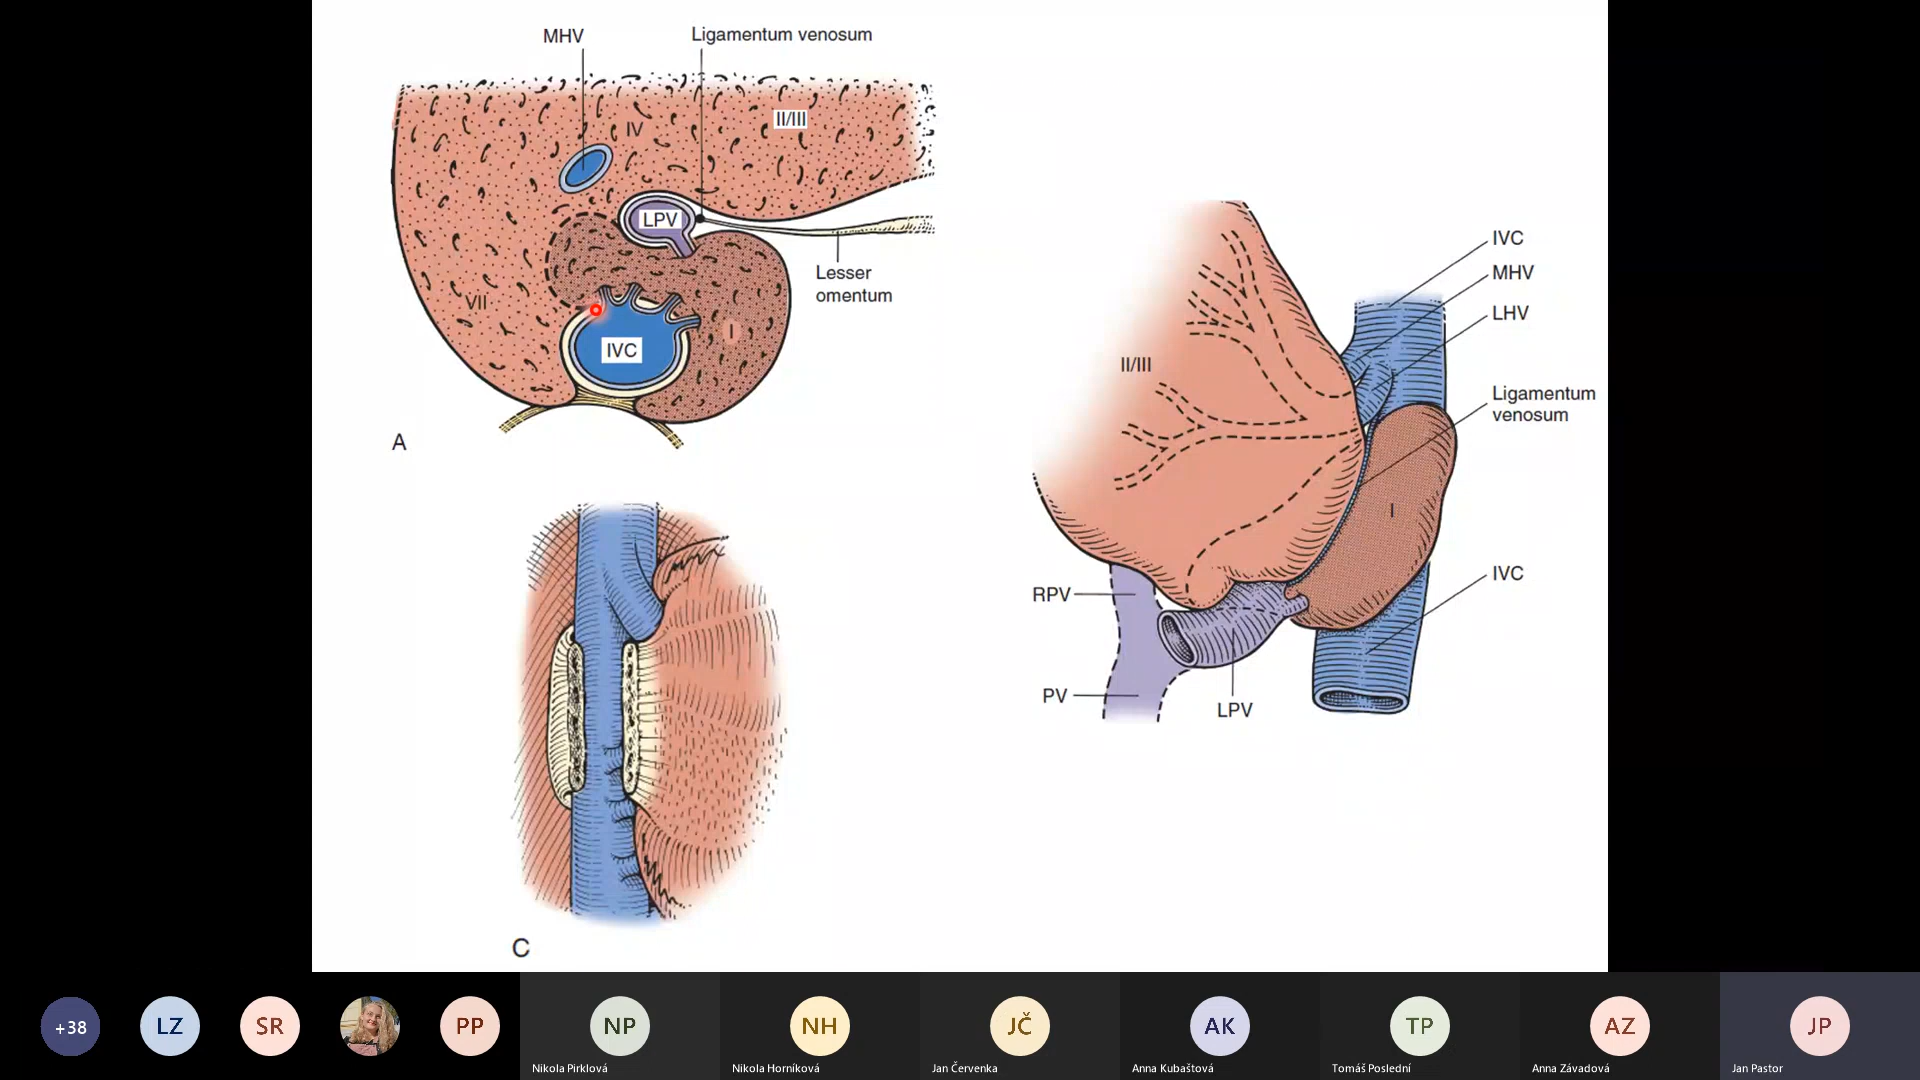 MHV
Ligamentum venosum
IV
II/III
LPV
Lesser
omentum
VII
I
IVC
A
C
IVC
MHV
LHV
II/III
Ligamentum
venosum
I
IVC
RPV
PV
LPV
+38
LZ
SR
PP
NP
NH
JČ
AK
TP
AZ
JP
Nikola Pirklová
Nikola Horníková
Jan Červenka
Anna Kubaštová
Tomáš Poslední
Anna Závadová
Jan Pastor